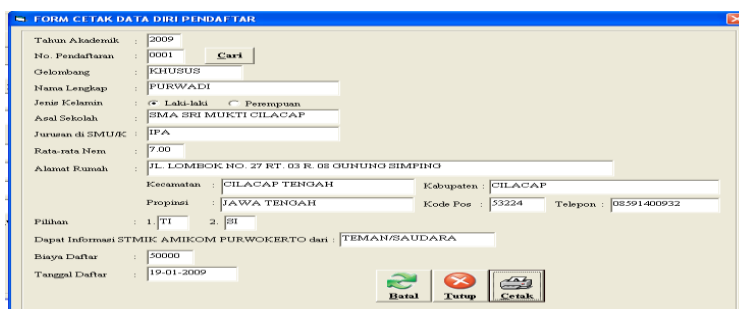 FORM CETAK DATA DIRI PENDAFTAR
Tahun Akademik : 2009
No. Pendaftaran : 0001 Cari
Gelombang : KHUSUS
Nama Lengkap : PURWADI
Jenis Kelamin : Laki-laki Perempuan
Asal Sekolah : SMA SRI MUKTI CILACAP
Jurusan di SMU/K : IPA
Rata-rata Nem : 7.00
Alamat Rumah : JL. LOMBOK NO. 27 RT. 03 R. 08 GUNUNG SIMPING
Kecamatan : CILACAP TENGAH Kabupaten : CILACAP
Propinsi : JAWA TENGAH Kode Pos : 53224 Telepon : 08591400932
Pilihan : 1. TI 2. SI
Dapat Informasi STMIK AMIKOM PURWOKERTO dari : TEMAN/SAUDARA
Biaya Daftar : 50000
Tanggal Daftar : 19-01-2009
Batal Tutup Cetak